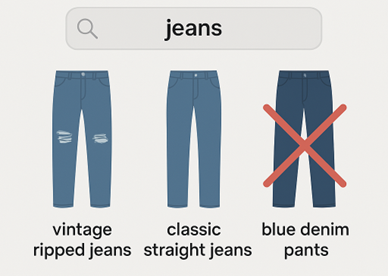 jeans
vintage
ripped jeans
classic
straight jeans
blue denim
pants